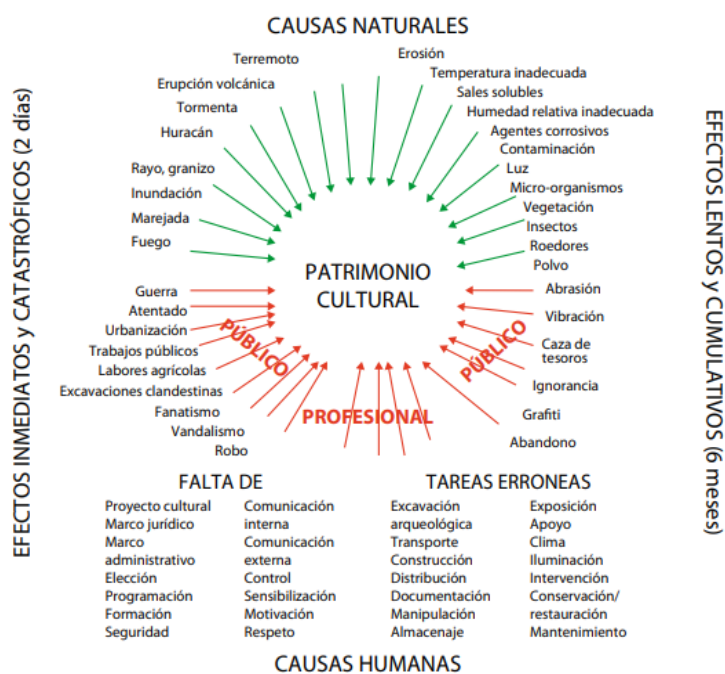 CAUSAS NATURALES
EFECTOS INMEDIATOS y CATASTRÓFICOS (2 días)
Terremoto
Erupción volcánica
Tormenta
Huracán
Rayo, granizo
Inundación
Marejada
Fuego
Erosión
Temperatura inadecuada
Sales solubles
Humedad relativa inadecuada
Agentes corrosivos
Contaminación
Luz
Micro-organismos
Vegetación
Insectos
Roedores
Polvo
EFECTOS LENTOS y CUMULATIVOS (6 meses)
PATRIMONIO
CULTURAL
Guerra
Atentado
Urbanización
Trabajos públicos
Labores agrícolas
Excavaciones clandestinas
Fanatismo
Vandalismo
Robo
PÚBLICO
PROFESIONAL
PÚBLICO
Abrasión
Vibración
Caza de
tesoros
Ignorancia
Grafiti
Abandono
FALTA DE
Proyecto cultural
Marco jurídico
Marco
administrativo
Elección
Programación
Formación
Seguridad
Comunicación
interna
Comunicación
externa
Control
Sensibilización
Motivación
Respeto
TAREAS ERRONEAS
Excavación
arqueológica
Transporte
Construcción
Distribución
Documentación
Manipulación
Almacenaje
Exposición
Apoyo
Clima
Iluminación
Intervención
Conservación/
restauración
Mantenimiento
CAUSAS HUMANAS